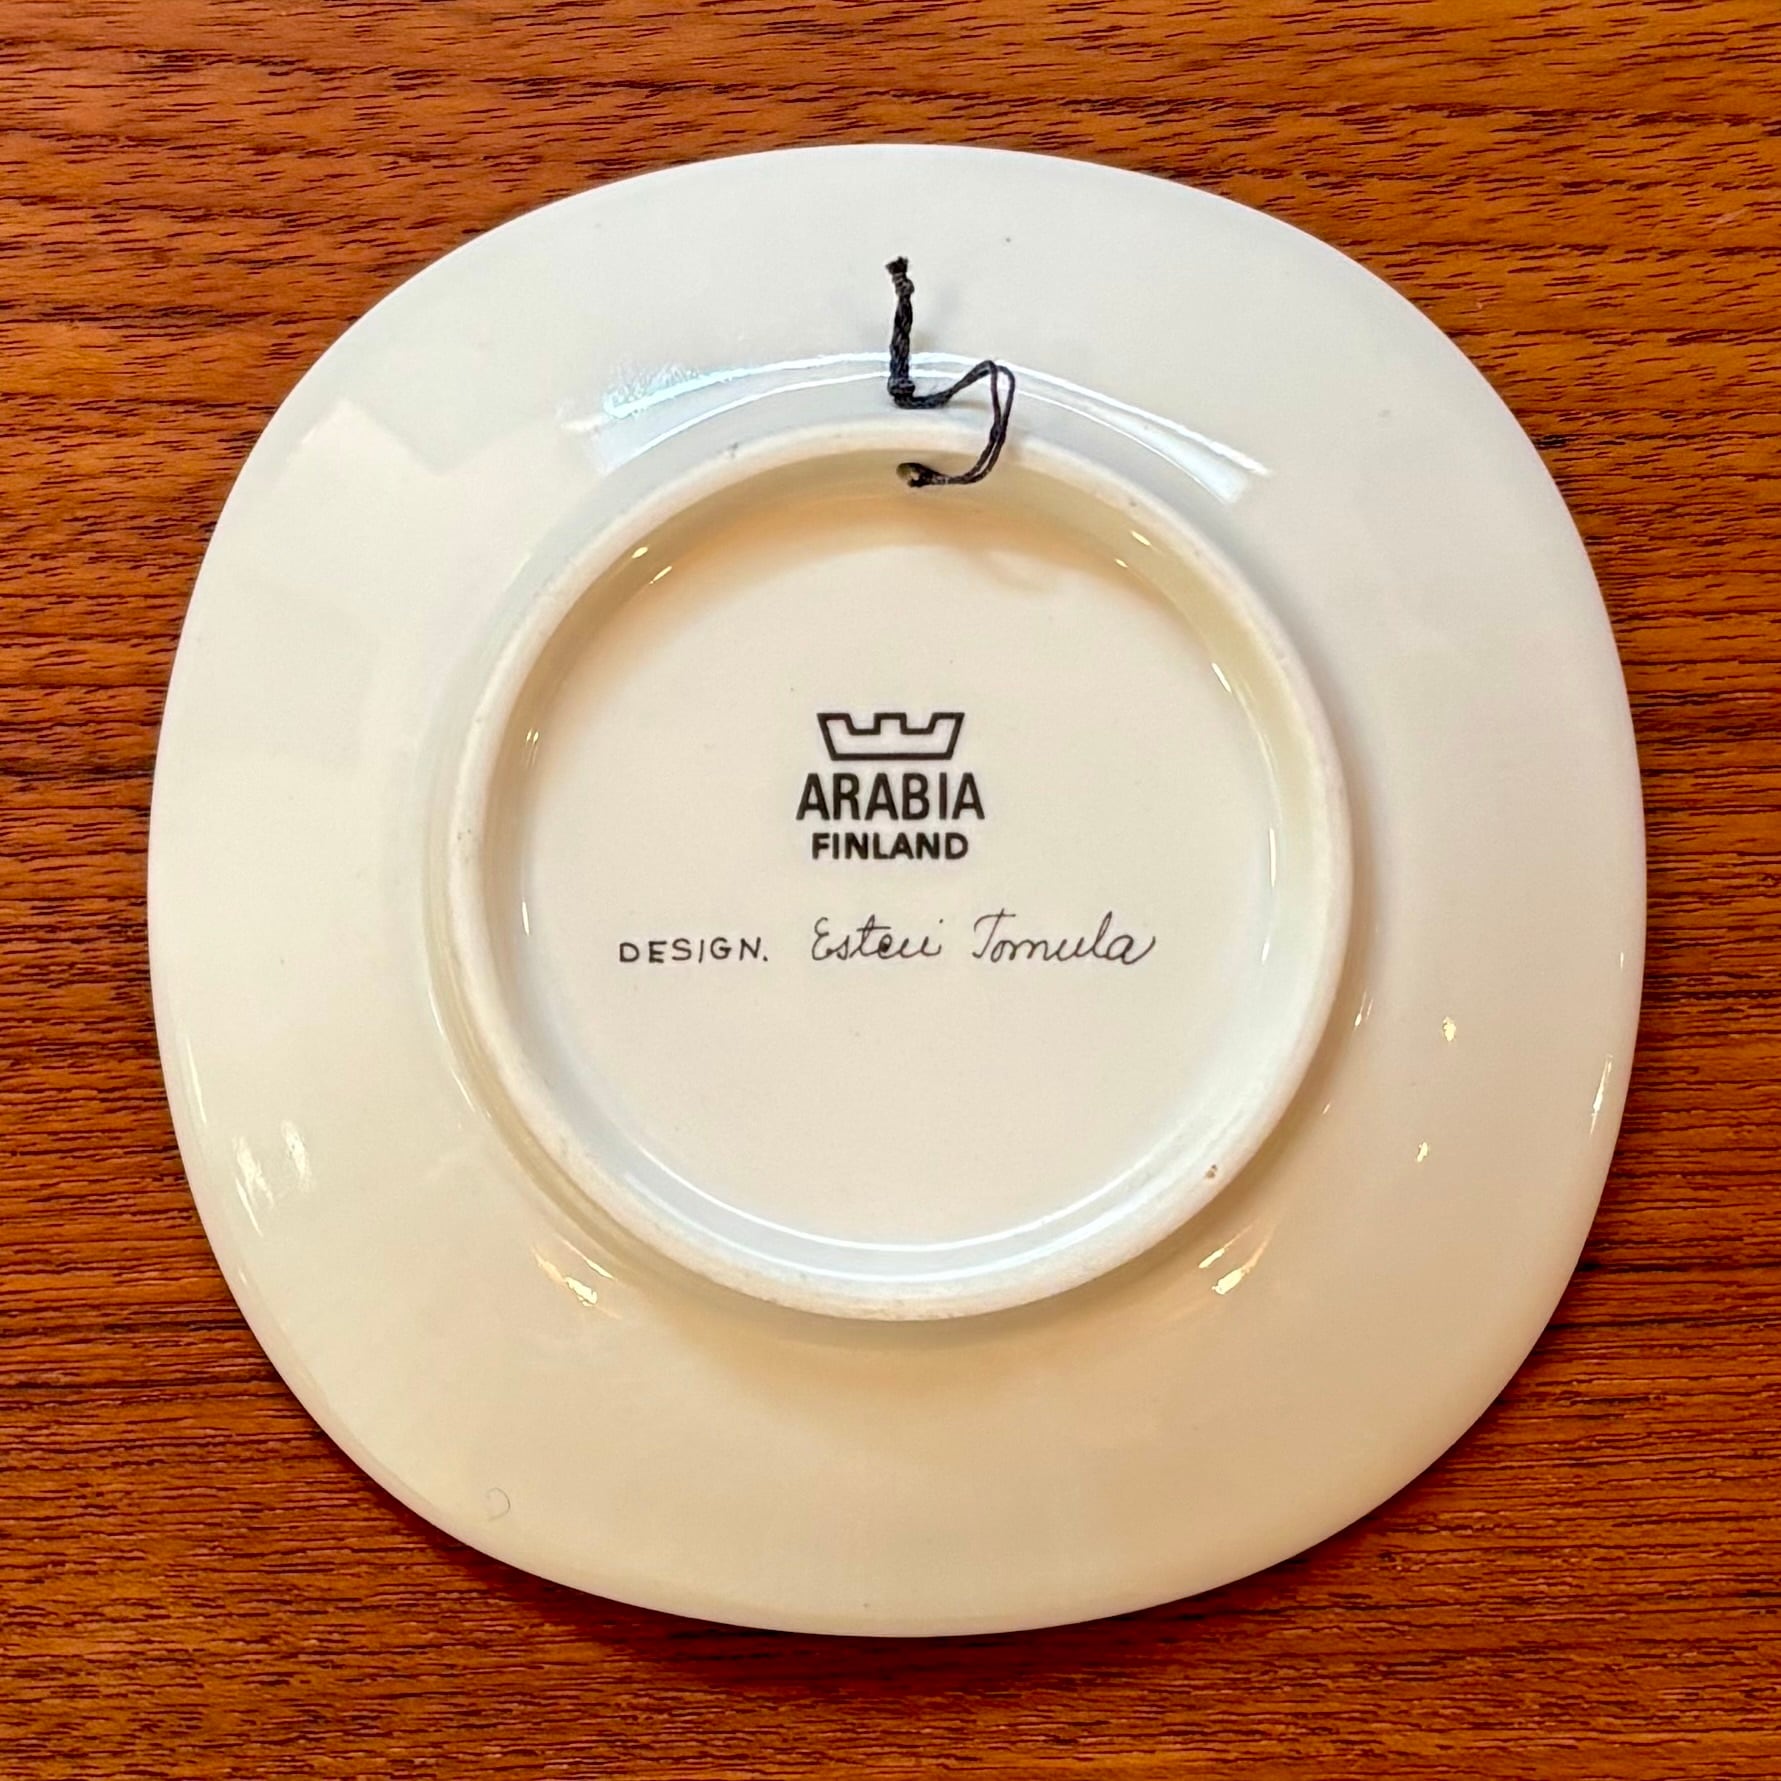 ARABIA
FINLAND
DESIGN. Esteri Tomula